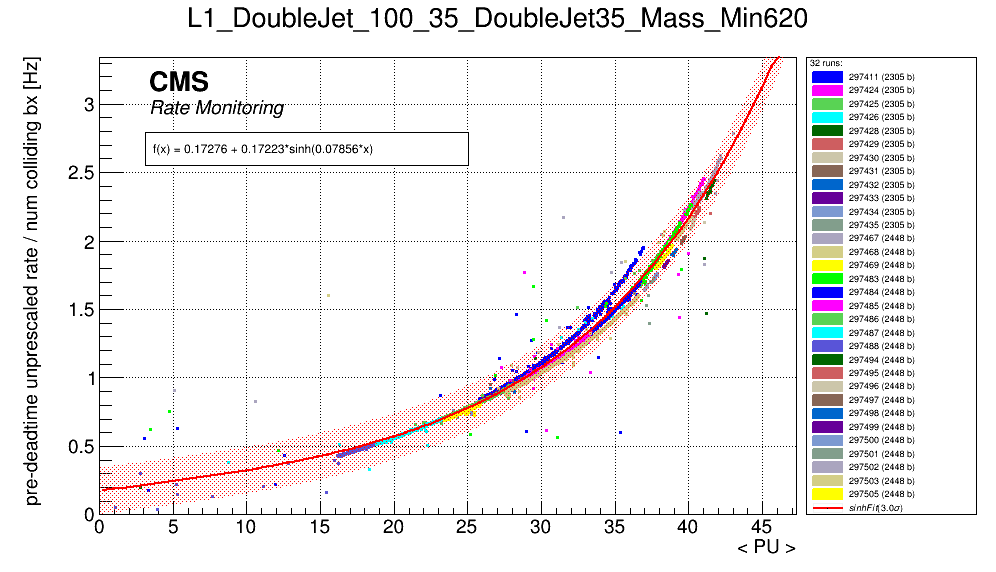 L1_DoubleJet_100_35_DoubleJet35_Mass_Min620
pre-deadtime unprescaled rate / num colliding bx [Hz]
CMS
Rate Monitoring
f(x) = 0.17276 + 0.17223*sinh(0.07856*x)
3
2.5
2
1.5
1
0.5
0
0 5 10 15 20 25 30 35 40 45
< PU >
32 runs:
297411 (2305 b)
297424 (2305 b)
297425 (2305 b)
297426 (2305 b)
297428 (2305 b)
297429 (2305 b)
297430 (2305 b)
297431 (2305 b)
297432 (2305 b)
297433 (2305 b)
297434 (2305 b)
297435 (2305 b)
297467 (2448 b)
297468 (2448 b)
297469 (2448 b)
297483 (2448 b)
297484 (2448 b)
297485 (2448 b)
297486 (2448 b)
297487 (2448 b)
297488 (2448 b)
297494 (2448 b)
297495 (2448 b)
297496 (2448 b)
297497 (2448 b)
297498 (2448 b)
297499 (2448 b)
297500 (2448 b)
297501 (2448 b)
297502 (2448 b)
297503 (2448 b)
297505 (2448 b)
sinhFit(3.0σ)